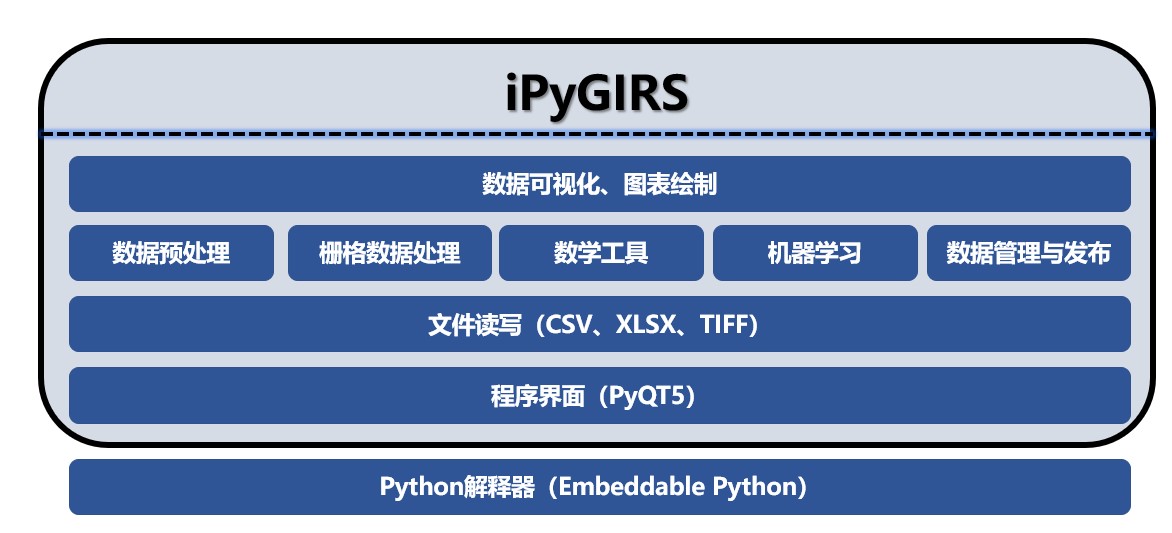 iPyGIRS
数据可视化、图表绘制
数据预处理
栅格数据处理
数学工具
机器学习
数据管理与发布
文件读写（CSV、XLSX、TIFF）
程序界面（PyQT5）
Python解释器（Embeddable Python）